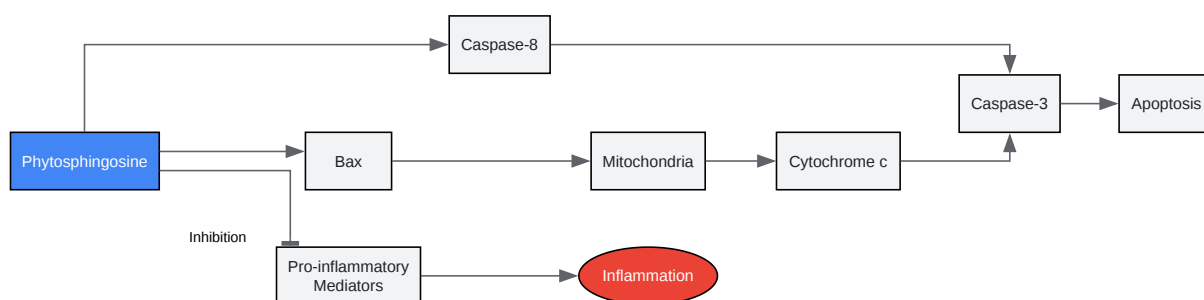 Caspase-8
Caspase-3
Apoptosis
Phytosphingosine
Bax
Mitochondria
Cytochrome c
Inhibition
Pro-inflammatory
Mediators
Inflammation